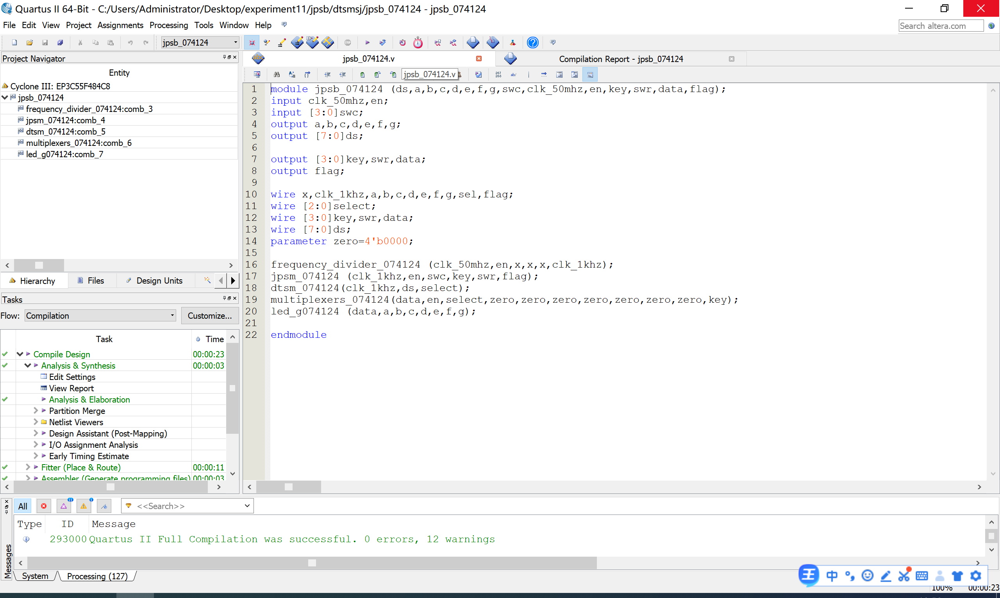 Quartus II 64-Bit - C:/Users/Administrator/Desktop/experiment11/jpsb/dtsmsj/jpsb_074124 - jpsb_074124
File Edit View Project Assignments Processing Tools Window Help
Search altera.com
jpsb_074124
STOP
Project Navigator
Entity
Cyclone III: EP3C55F484C8
jpsb_074124
frequency_divider_074124:comb_3
jpsm_074124:comb_4
dtsm_074124:comb_5
multiplexers_074124:comb_6
led_g074124:comb_7
Hierarchy Files Design Units
Tasks
Flow: Compilation Customize...
Task Time
Compile Design 00:00:23
Analysis & Synthesis 00:00:03
Edit Settings
View Report
Analysis & Elaboration
Partition Merge
Netlist Viewers
Design Assistant (Post-Mapping)
I/O Assignment Analysis
Early Timing Estimate
Fitter (Place & Route) 00:00:11
Assembler (Generate programming files) 00:00:03
jpsb_074124.v
Compilation Report - jpsb_074124
jpsb_074124.v
267
268
ab/
1 module jpsb_074124 (ds,a,b,c,d,e,f,g,swc,clk_50mhz,en,key,swr,data,flag);
2 input clk_50mhz,en;
3 input [3:0]swc;
4 output a,b,c,d,e,f,g;
5 output [7:0]ds;
6
7 output [3:0]key,swr,data;
8 output flag;
9
10 wire x,clk_1khz,a,b,c,d,e,f,g,sel,flag;
11 wire [2:0]select;
12 wire [3:0]key,swr,data;
13 wire [7:0]ds;
14 parameter zero=4'b0000;
15
16 frequency_divider_074124 (clk_50mhz,en,x,x,x,clk_1khz);
17 jpsm_074124 (clk_1khz,en,swc,key,swr,flag);
18 dtsm_074124(clk_1khz,ds,select);
19 multiplexers_074124(data,en,select,zero,zero,zero,zero,zero,zero,zero,key);
20 led_g074124 (data,a,b,c,d,e,f,g);
21
22 endmodule
All 11 1 <<Search>>
Type ID Message
293000 Quartus II Full Compilation was successful. 0 errors, 12 warnings
Messages
System Processing (127)
王 中
100% 00:00:23